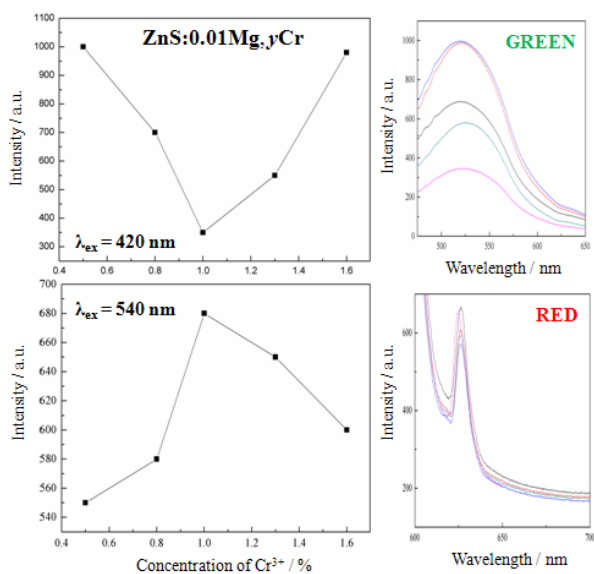 ZnS:0.01Mg,yCr
Intensity / a.u.
1100
1000
900
800
700
600
500
400
300
λex = 420 nm
0.4 0.6 0.8 1.0 1.2 1.4 1.6
GREEN
Intensity / a.u.
1000
800
600
400
200
0
500 550 600 650
Wavelength / nm
λex = 540 nm
Intensity / a.u.
700
680
660
640
620
600
580
560
540
0.4 0.6 0.8 1.0 1.2 1.4 1.6
Concentration of Cr³⁺ / %
RED
Intensity / a.u.
600
400
200
600 650 700
Wavelength / nm